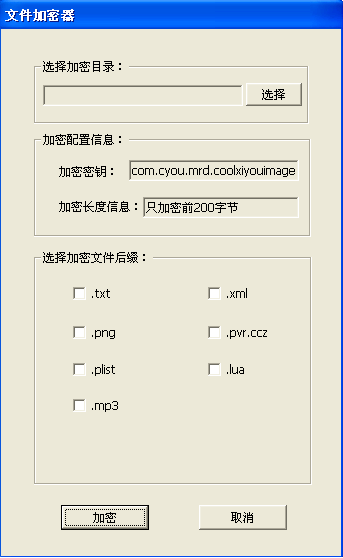 文件加密器
选择加密目录：
选择
加密配置信息：
加密密钥： com.cyou.mrd.coolxiyouimage
加密长度信息： 只加密前200字节
选择加密文件后缀：
.txt .xml
.png .pvr.ccz
.plist .lua
.mp3
加密 取消